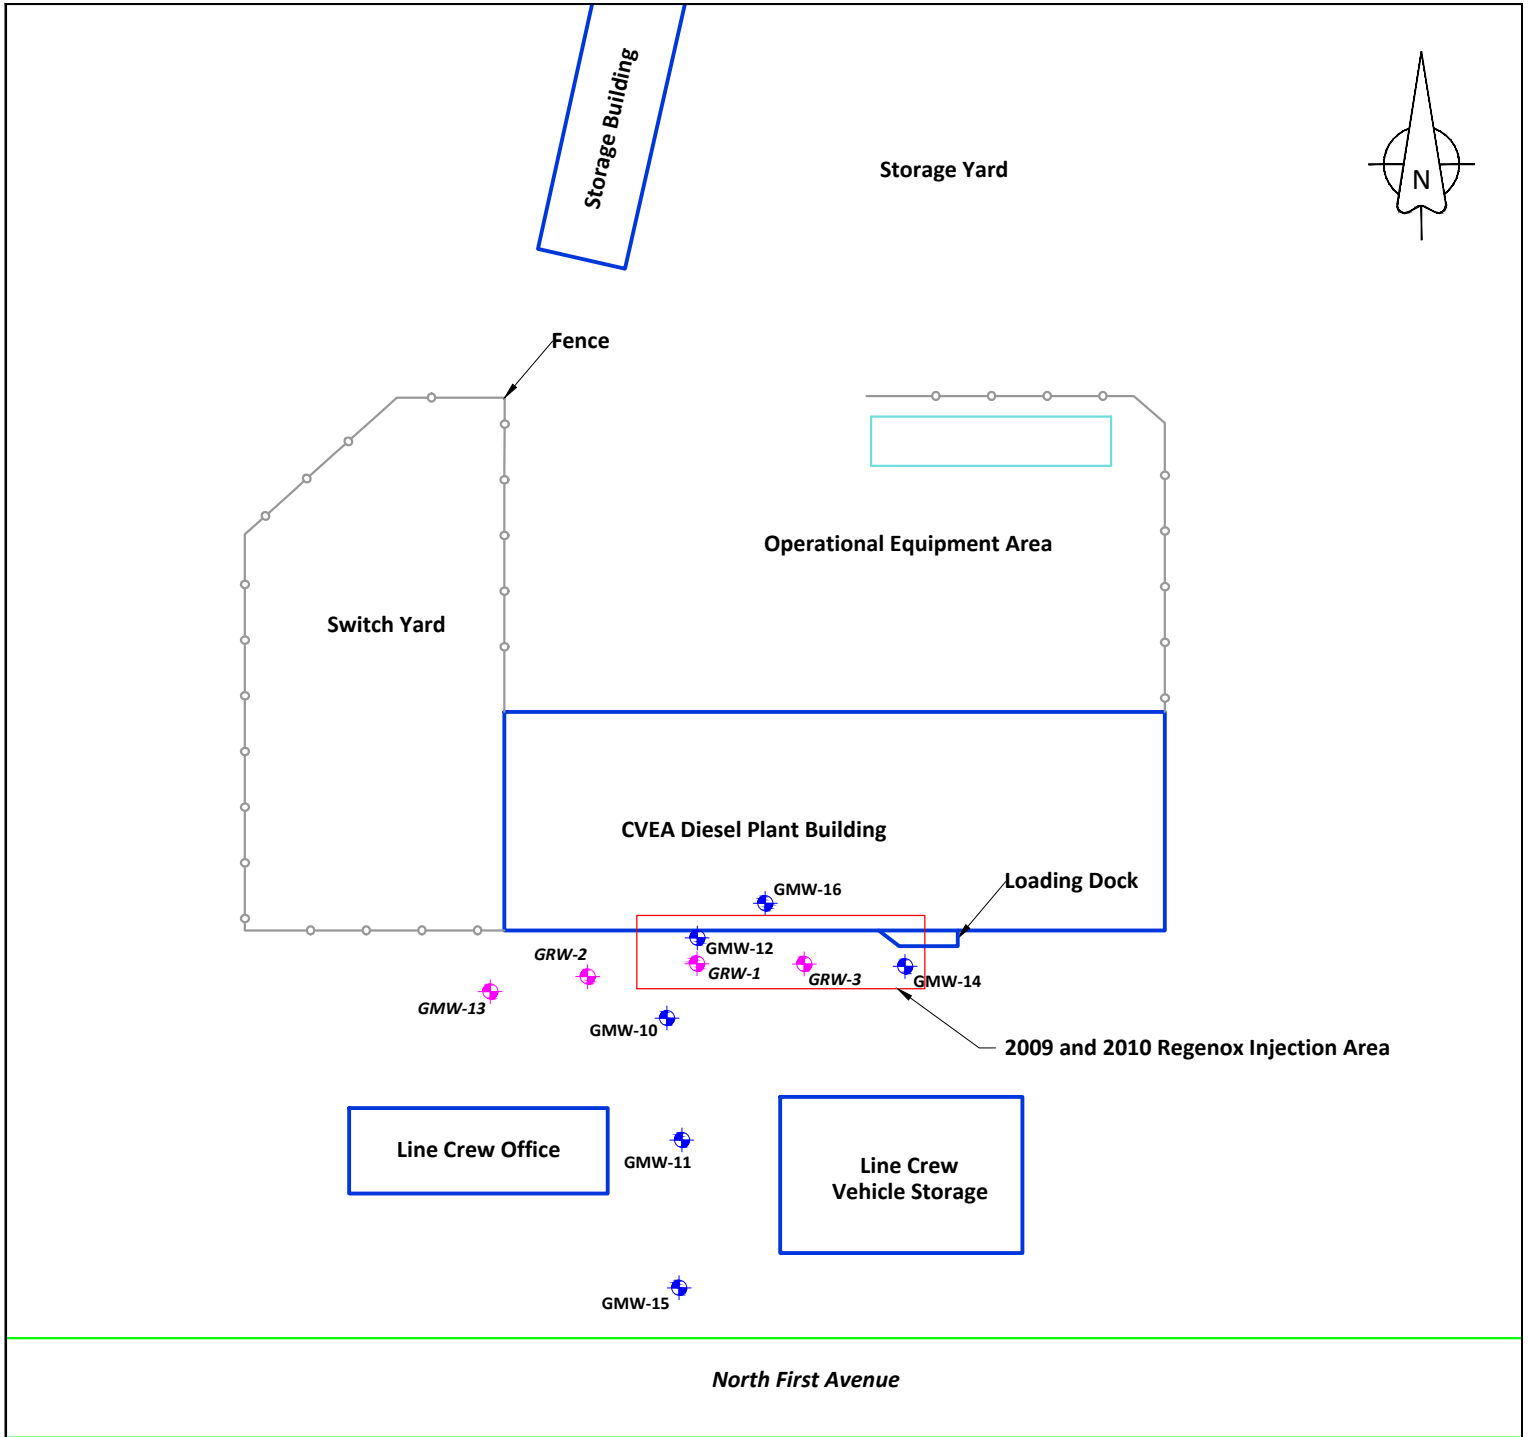 Storage Building
Storage Yard
N
Fence
Operational Equipment Area
Switch Yard
CVEA Diesel Plant Building
Loading Dock
GMW-16
GMW-12
GRW-2
GRW-1
GRW-3
GMW-14
GMW-13
GMW-10
2009 and 2010 Regenox Injection Area
Line Crew Office
GMW-11
Line Crew
Vehicle Storage
GMW-15
North First Avenue